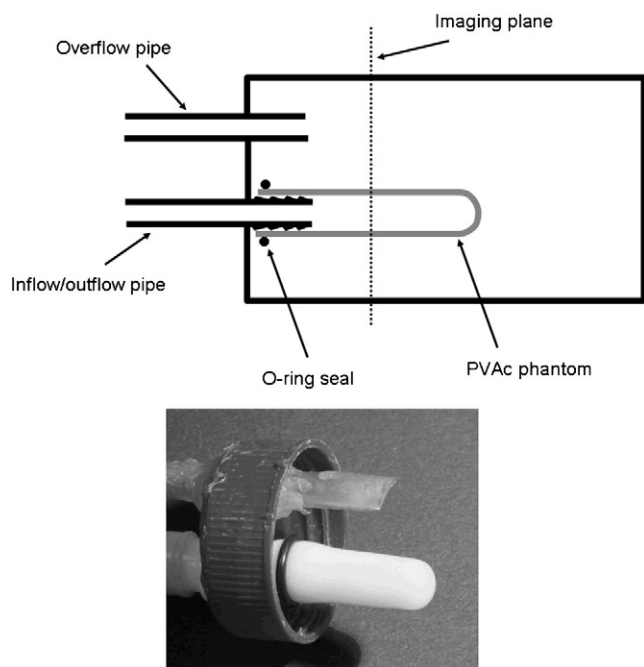 Imaging plane
Overflow pipe
Inflow/outflow pipe
O-ring seal
PVAc phantom